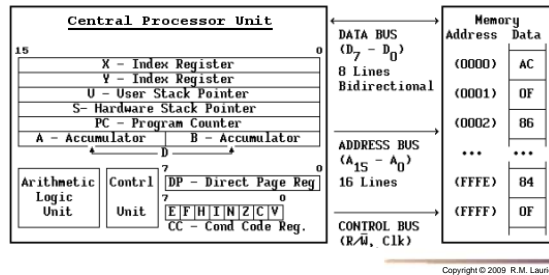 Central Processor Unit
15 0
X - Index Register
Y - Index Register
U - User Stack Pointer
S- Hardware Stack Pointer
PC - Program Counter
A - Accumulator B - Accumulator
D
Arithmetic
Logic
Unit
Contrl
Unit
7 0
DP - Direct Page Reg
7 0
E F H I N Z C V
CC - Cond Code Reg.
DATA BUS
(D7 - D0)
8 Lines
Bidirectional
ADDRESS BUS
(A15 - A0)
16 Lines
CONTROL BUS
(R/W̅, Clk)
Memory
Address Data
(0000) AC
(0001) 0F
(0002) 86
... ...
(FFFE) 84
(FFFF) 0F
Copyright © 2009 R.M. Lauri